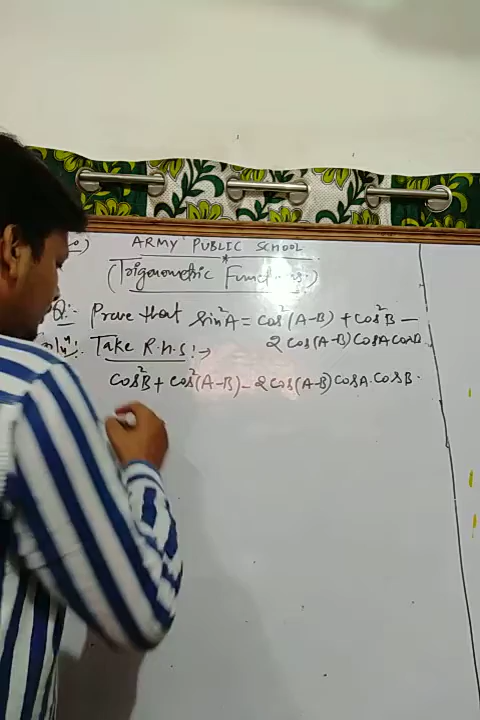 ARMY PUBLIC SCHOOL
*
(Trigonometric Functions:)
Q:- Prove that sin²A = cos²(A-B) + cos²B —
2 cos(A-B) cosA cosB
Take R.H.S:→
cos²B + cos²(A-B) - 2 cos(A-B) cosA. cosB.